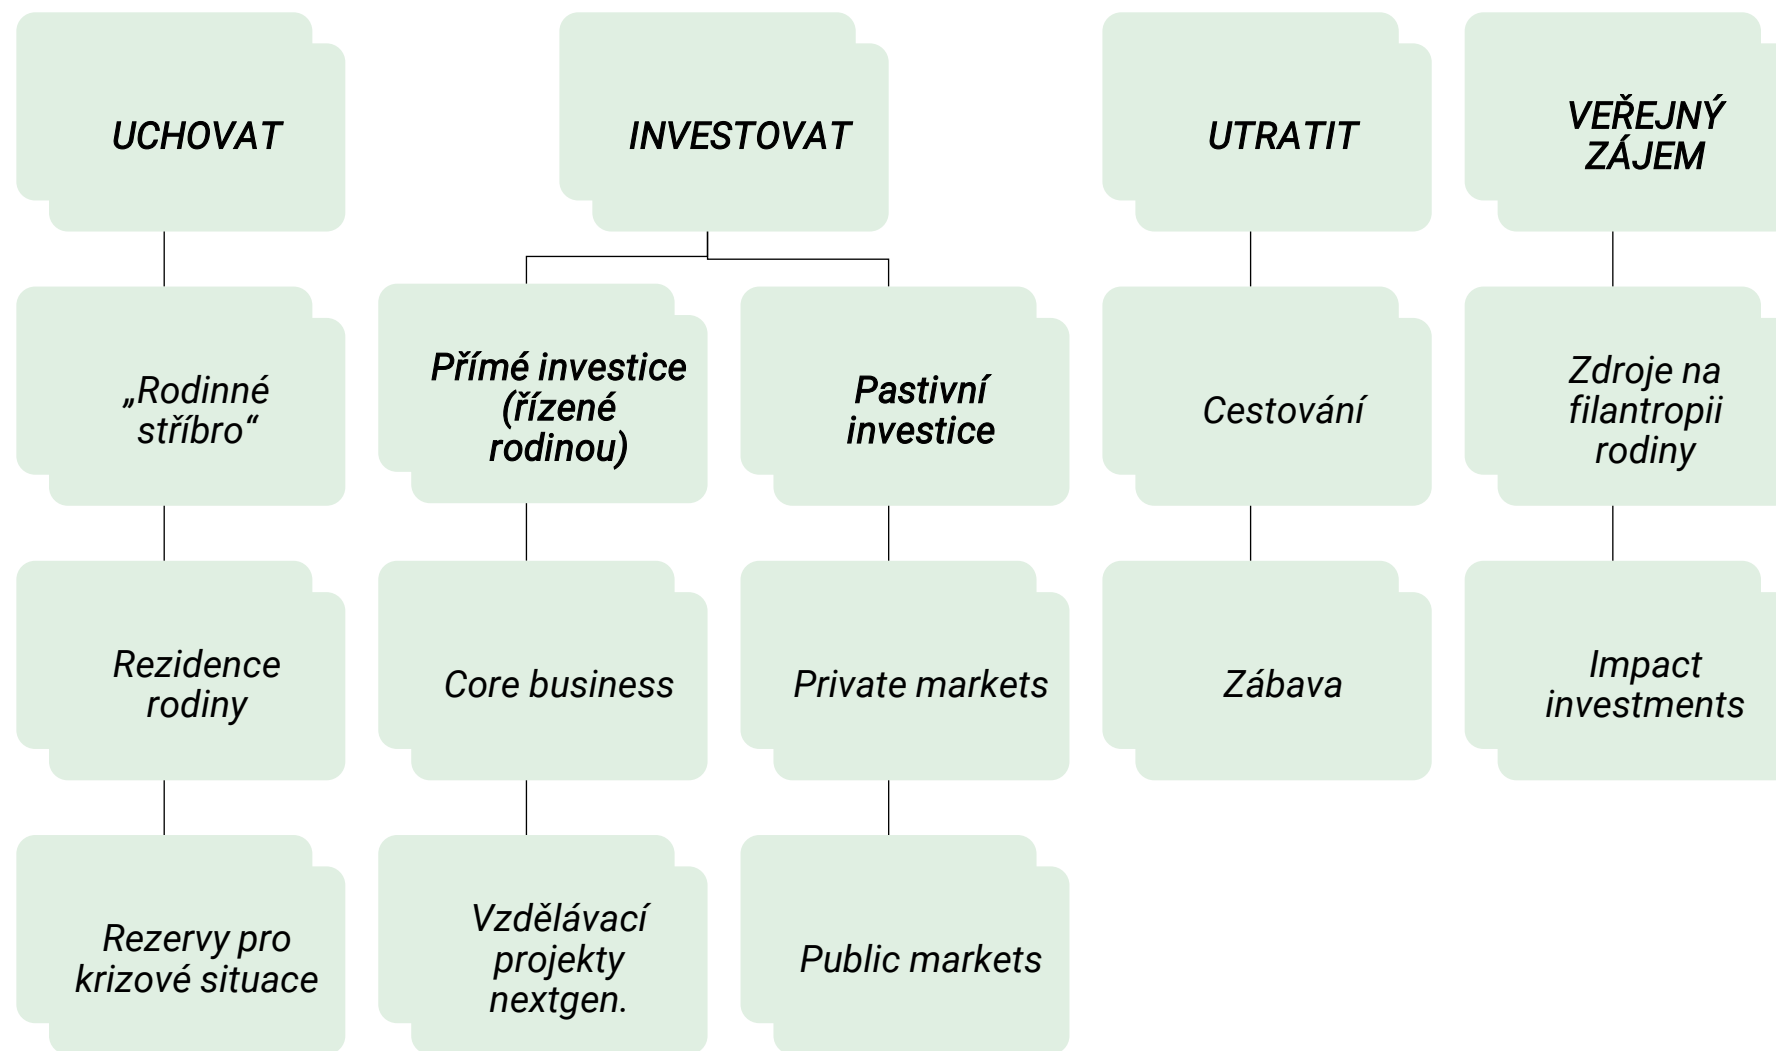 UCHOVAT
INVESTOVAT
UTRATIT
VEŘEJNÝ
ZÁJEM
„Rodinné
stříbro“
Přímé investice
(řízené
rodinou)
Pastivní
investice
Cestování
Zdroje na
filantropii
rodiny
Rezidence
rodiny
Core business
Private markets
Zábava
Impact
investments
Rezervy pro
krizové situace
Vzdělávací
projekty
nextgen.
Public markets